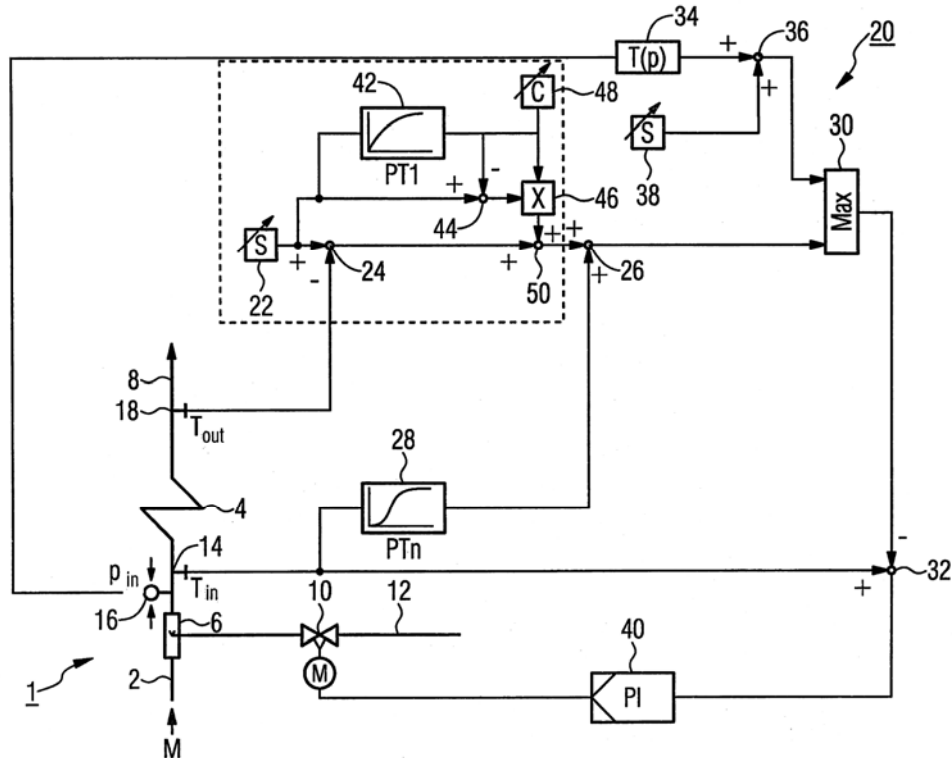 34
T(p)
+
36
20
42
C
48
+
PT1
-
S
38
30
Max
+
44
X
46
S
+
24
+
50
+
+
26
+
22
-
8
18
T out
28
PTn
4
14
p in
T in
16
10
12
-
+
32
6
M
40
PI
1
2
M